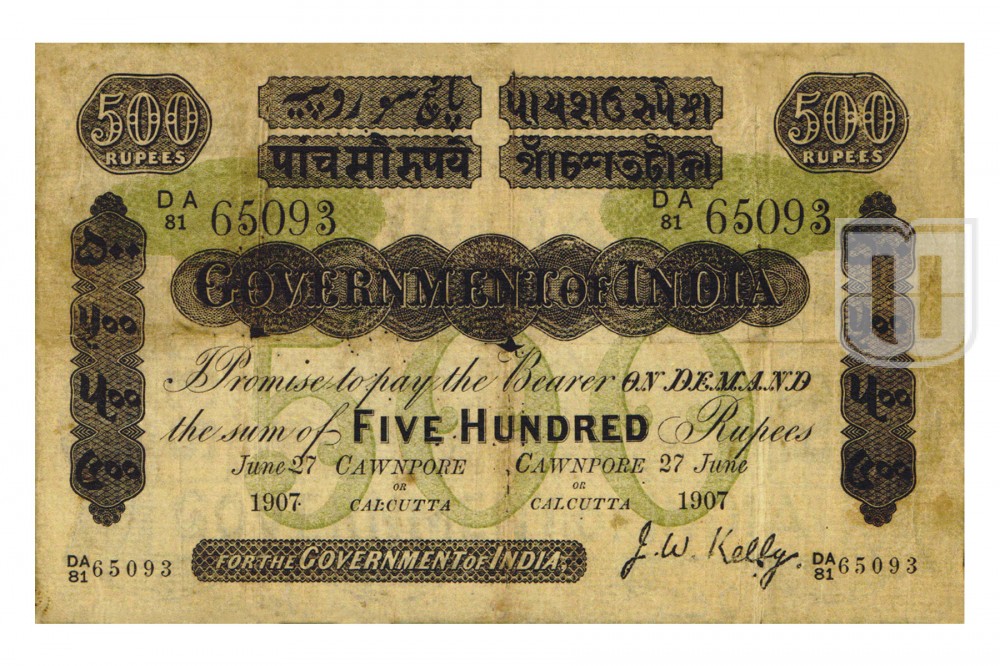 500 RUPEES
500 RUPEES
पांच सौ रुपये
DA 81 65093
DA 81 65093
GOVERNMENT OF INDIA
I Promise to pay the Bearer ON DEMAND
the sum of FIVE HUNDRED Rupees
June 27 CAWNPORE CAWNPORE 27 June
OR OR
1907 CALCUTTA CALCUTTA 1907
FOR THE GOVERNMENT OF INDIA,
J. W. Kelly.
DA 81 65093
DA 81 65093